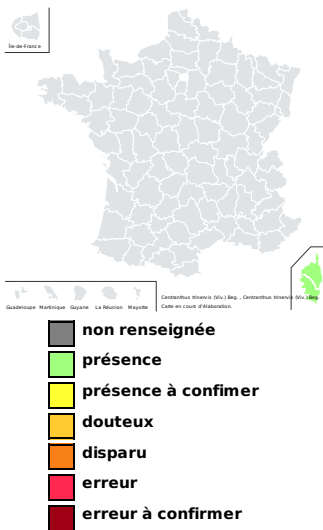 Île-de-France
Guadeloupe Martinique Guyane La Réunion Mayotte
Centranthus trinervis (Viv.) Beg. , Centranthus trinervis (Viv.) Beg.
Carte en cours d'élaboration.
non renseignée
présence
présence à confimer
douteux
disparu
erreur
erreur à confirmer